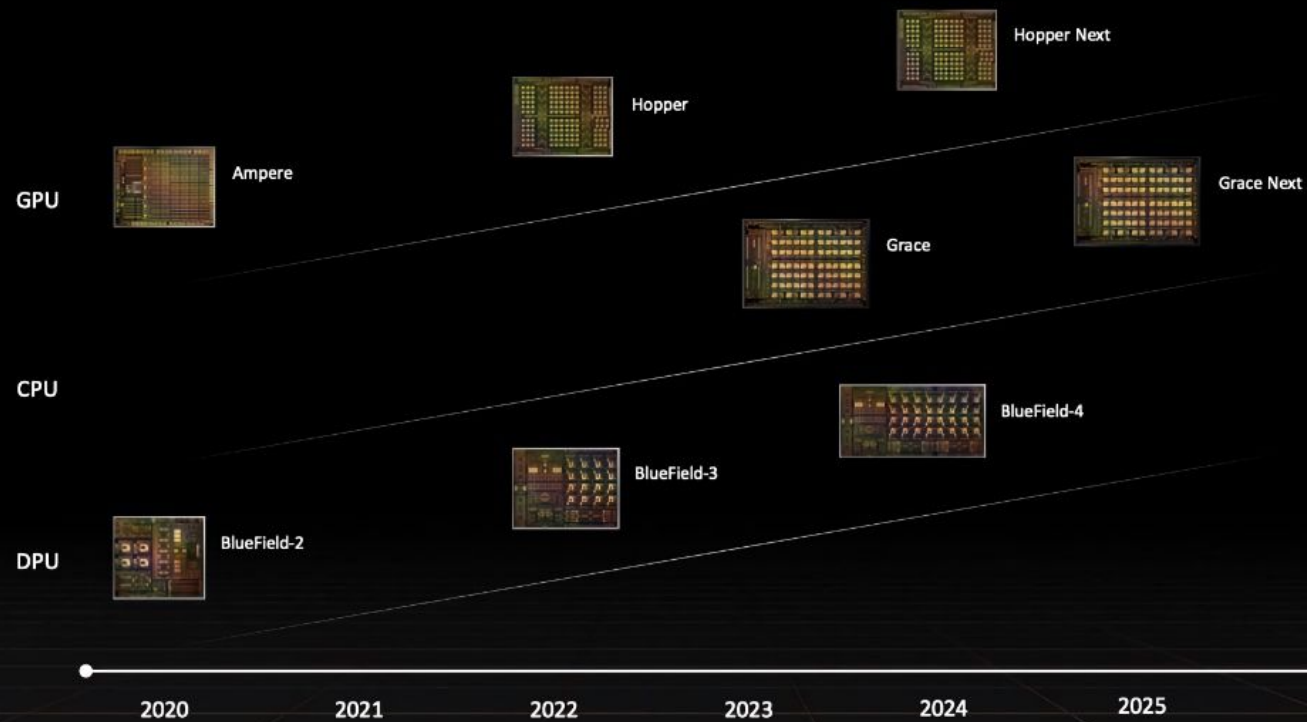 Hopper Next
Hopper
Ampere
GPU
Grace Next
Grace
CPU
BlueField-4
BlueField-3
BlueField-2
DPU
2020 2021 2022 2023 2024 2025